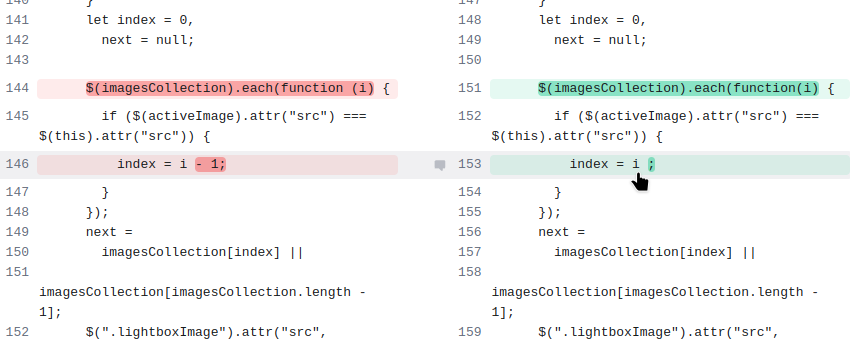 140 }
141 let index = 0,
142 next = null;
143
144 $(imagesCollection).each(function (i) {
145 if ($(activeImage).attr("src") ===
$(this).attr("src")) {
146 index = i - 1;
147 }
148 });
149 next =
150 imagesCollection[index] ||
151
imagesCollection[imagesCollection.length -
1];
152 $(".lightboxImage").attr("src",
147 }
148 let index = 0,
149 next = null;
150
151 $(imagesCollection).each(function(i) {
152 if ($(activeImage).attr("src") ===
$(this).attr("src")) {
153 index = i ;
154 }
155 });
156 next =
157 imagesCollection[index] ||
158
imagesCollection[imagesCollection.length -
1];
159 $(".lightboxImage").attr("src",